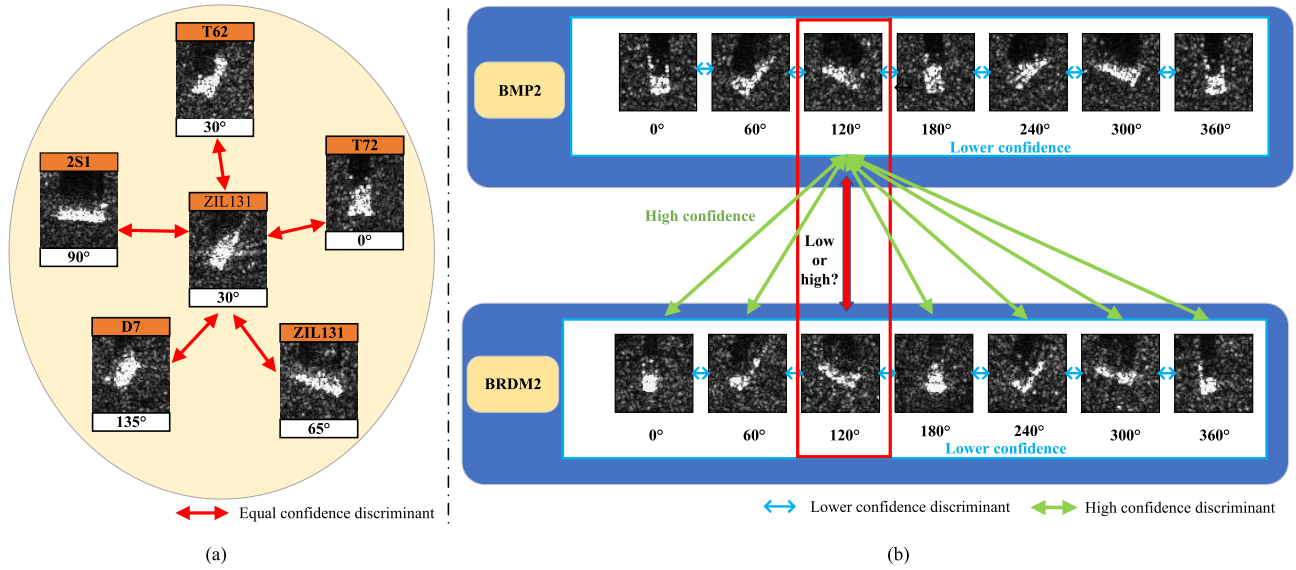 T62
30°
2S1
90°
T72
0°
ZIL131
30°
D7
135°
ZIL131
65°
Equal confidence discriminant
(a)
BMP2
0° 60° 120° 180° 240° 300° 360°
Lower confidence
High confidence
Low
or
high?
BRDM2
0° 60° 120° 180° 240° 300° 360°
Lower confidence
Lower confidence discriminant
High confidence discriminant
(b)